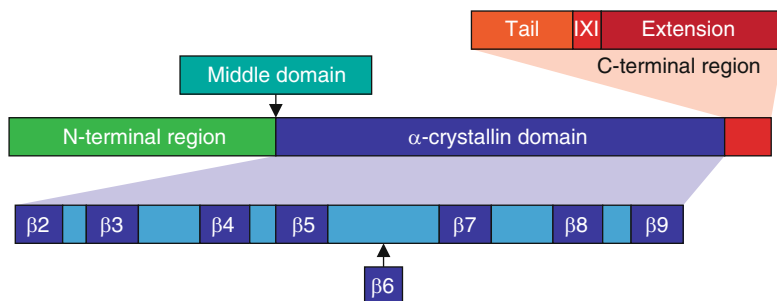 Tail IXI Extension
C-terminal region
Middle domain
N-terminal region α-crystallin domain
β2 β3 β4 β5 β7 β8 β9
β6